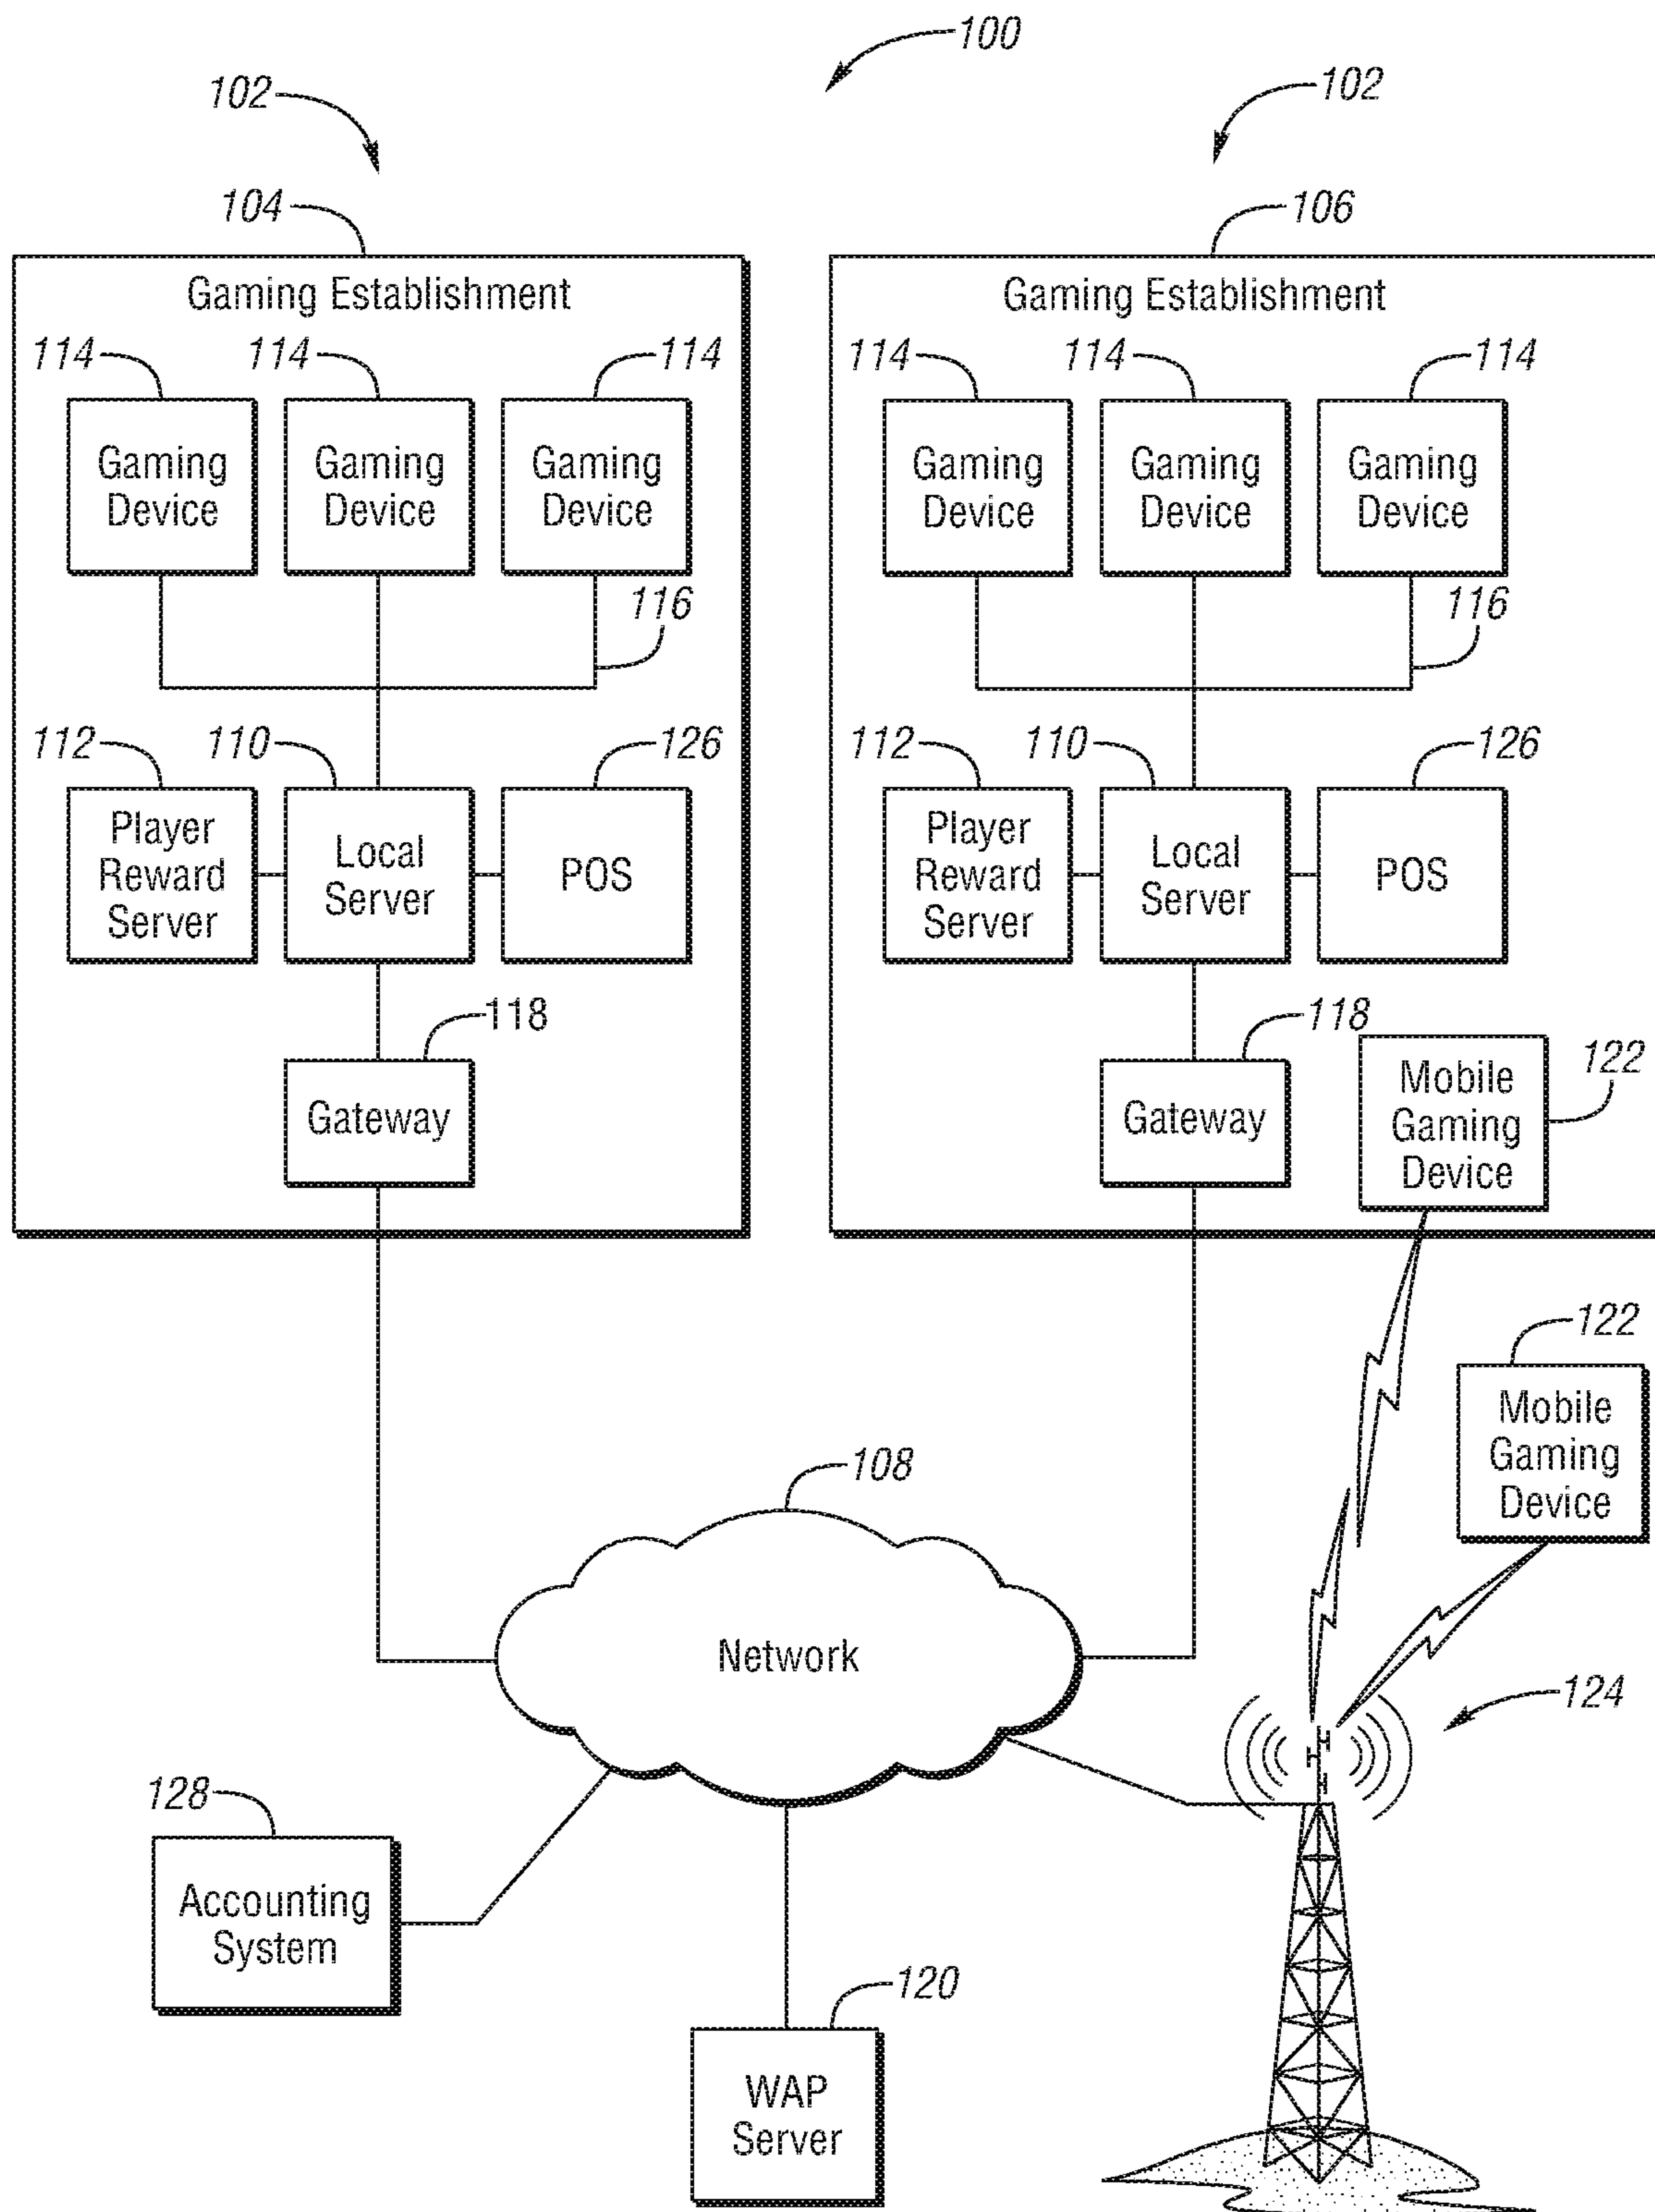 100
102
102
104
106
Gaming Establishment
Gaming Establishment
114
114
114
114
114
114
Gaming
Device
Gaming
Device
Gaming
Device
Gaming
Device
Gaming
Device
Gaming
Device
116
116
112
110
126
112
110
126
Player
Reward
Server
Local
Server
POS
Player
Reward
Server
Local
Server
POS
118
118
Gateway
Gateway
Mobile
Gaming
Device
122
122
Mobile
Gaming
Device
108
Network
124
128
Accounting
System
120
WAP
Server